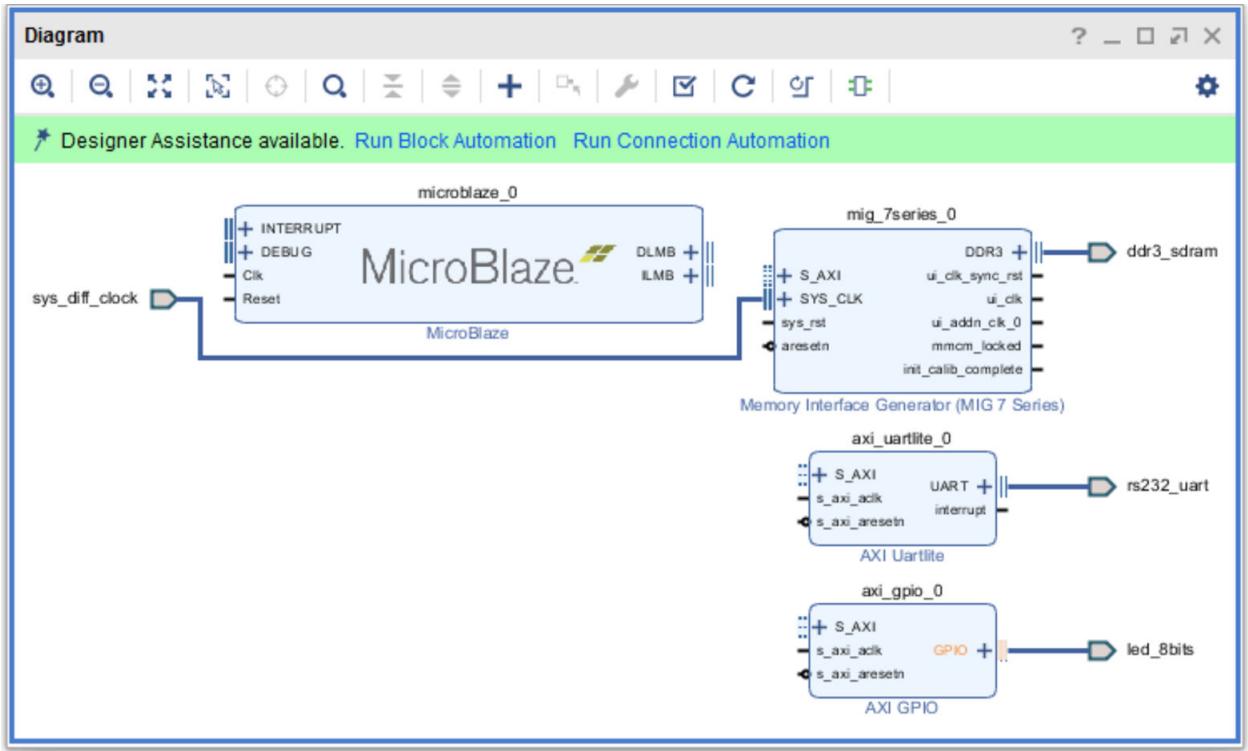 Diagram
Designer Assistance available. Run Block Automation Run Connection Automation
microblaze_0
INTERRUPT
DEBUG
Clk
Reset
MicroBlaze
DLMB
ILMB
MicroBlaze
sys_diff_clock
mig_7series_0
S_AXI
SYS_CLK
sys_rst
aresetn
DDR3
ui_clk_sync_rst
ui_clk
ui_addn_clk_0
mmcm_locked
init_calib_complete
Memory Interface Generator (MIG 7 Series)
ddr3_sdram
axi_uartlite_0
S_AXI
s_axi_aclk
s_axi_aresetn
UART
interrupt
AXI Uartlite
rs232_uart
axi_gpio_0
S_AXI
s_axi_aclk
s_axi_aresetn
GPIO
AXI GPIO
led_8bits